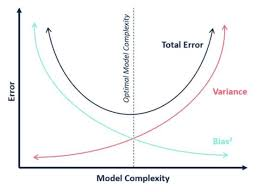 Optimal Model Complexity
Total Error
Variance
Bias²
Error
Model Complexity